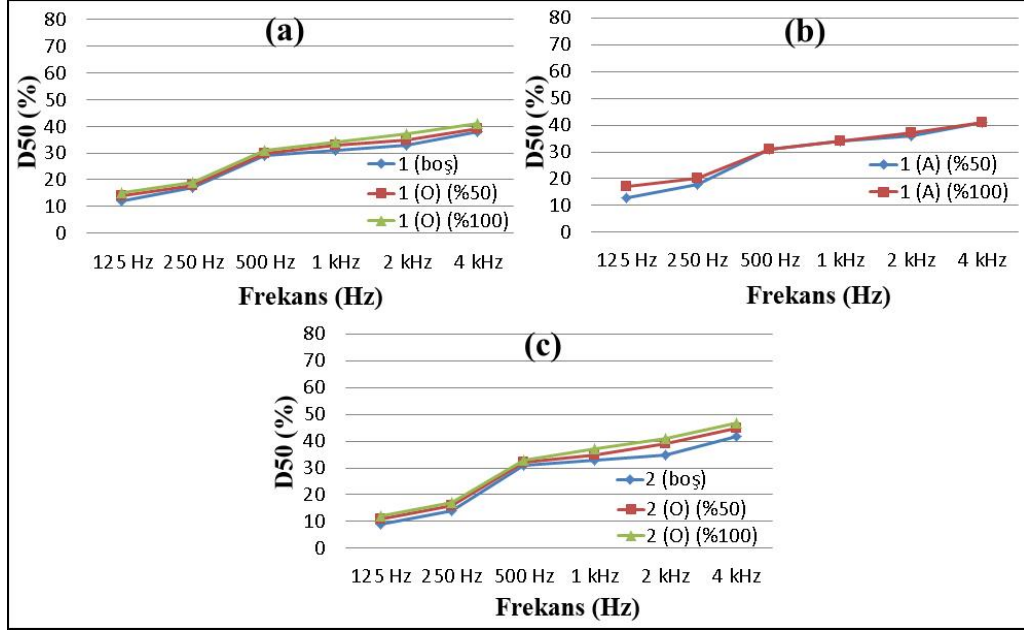 (a)
D50 (%)
80
70
60
50
40
30
20
10
0
1 (boş)
1 (O) (%50)
1 (O) (%100)
125 Hz 250 Hz 500 Hz 1 kHz 2 kHz 4 kHz
Frekans (Hz)
(b)
D50 (%)
80
70
60
50
40
30
20
10
0
1 (A) (%50)
1 (A) (%100)
125 Hz 250 Hz 500 Hz 1 kHz 2 kHz 4 kHz
Frekans (Hz)
(c)
D50 (%)
80
70
60
50
40
30
20
10
0
2 (boş)
2 (O) (%50)
2 (O) (%100)
125 Hz 250 Hz 500 Hz 1 kHz 2 kHz 4 kHz
Frekans (Hz)